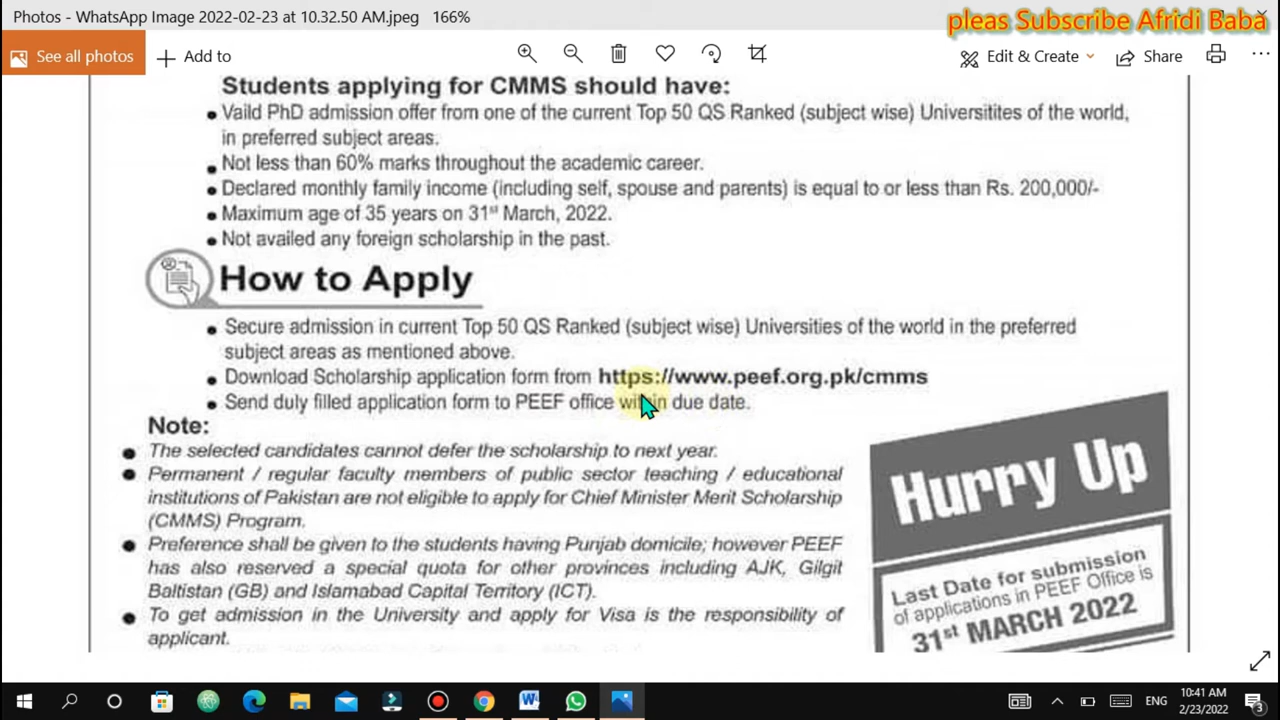 Photos - WhatsApp Image 2022-02-23 at 10.32.50 AM.jpeg 166%
pleas Subscribe Afridi Baba
See all photos
Add to
Edit & Create
Share
Students applying for CMMS should have:
Vaild PhD admission offer from one of the current Top 50 QS Ranked (subject wise) Universitites of the world,
in preferred subject areas.
Not less than 60% marks throughout the academic career.
Declared monthly family income (including self, spouse and parents) is equal to or less than Rs. 200,000/-
Maximum age of 35 years on 31st March, 2022.
Not availed any foreign scholarship in the past.
How to Apply
Secure admission in current Top 50 QS Ranked (subject wise) Universities of the world in the preferred
subject areas as mentioned above.
Download Scholarship application form from https://www.peef.org.pk/cmms
Send duly filled application form to PEEF office within due date.
Note:
The selected candidates cannot defer the scholarship to next year.
Permanent / regular faculty members of public sector teaching / educational
institutions of Pakistan are not eligible to apply for Chief Minister Merit Scholarship
(CMMS) Program.
Preference shall be given to the students having Punjab domicile; however PEEF
has also reserved a special quota for other provinces including AJK, Gilgit
Baltistan (GB) and Islamabad Capital Territory (ICT).
To get admission in the University and apply for Visa is the responsibility of
applicant.
Hurry Up
Last Date for submission
of applications in PEEF Office is
31st MARCH 2022
ENG
10:41 AM
2/23/2022
3